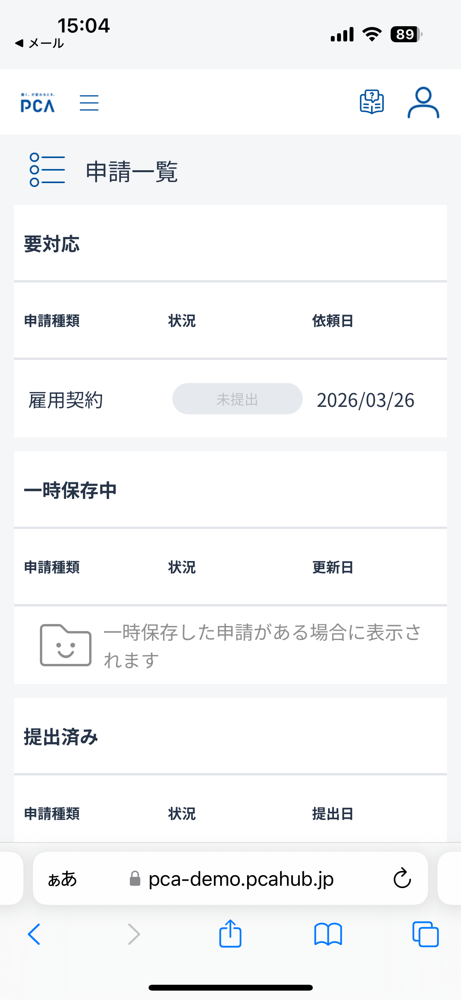 15:04
◀ メール
89
働く、が変わるとき。
PCA
申請一覧
要対応
申請種類 状況 依頼日
雇用契約 未提出 2026/03/26
一時保存中
申請種類 状況 更新日
一時保存した申請がある場合に表示さ
れます
提出済み
申請種類 状況 提出日
ぁあ pca-demo.pcahub.jp